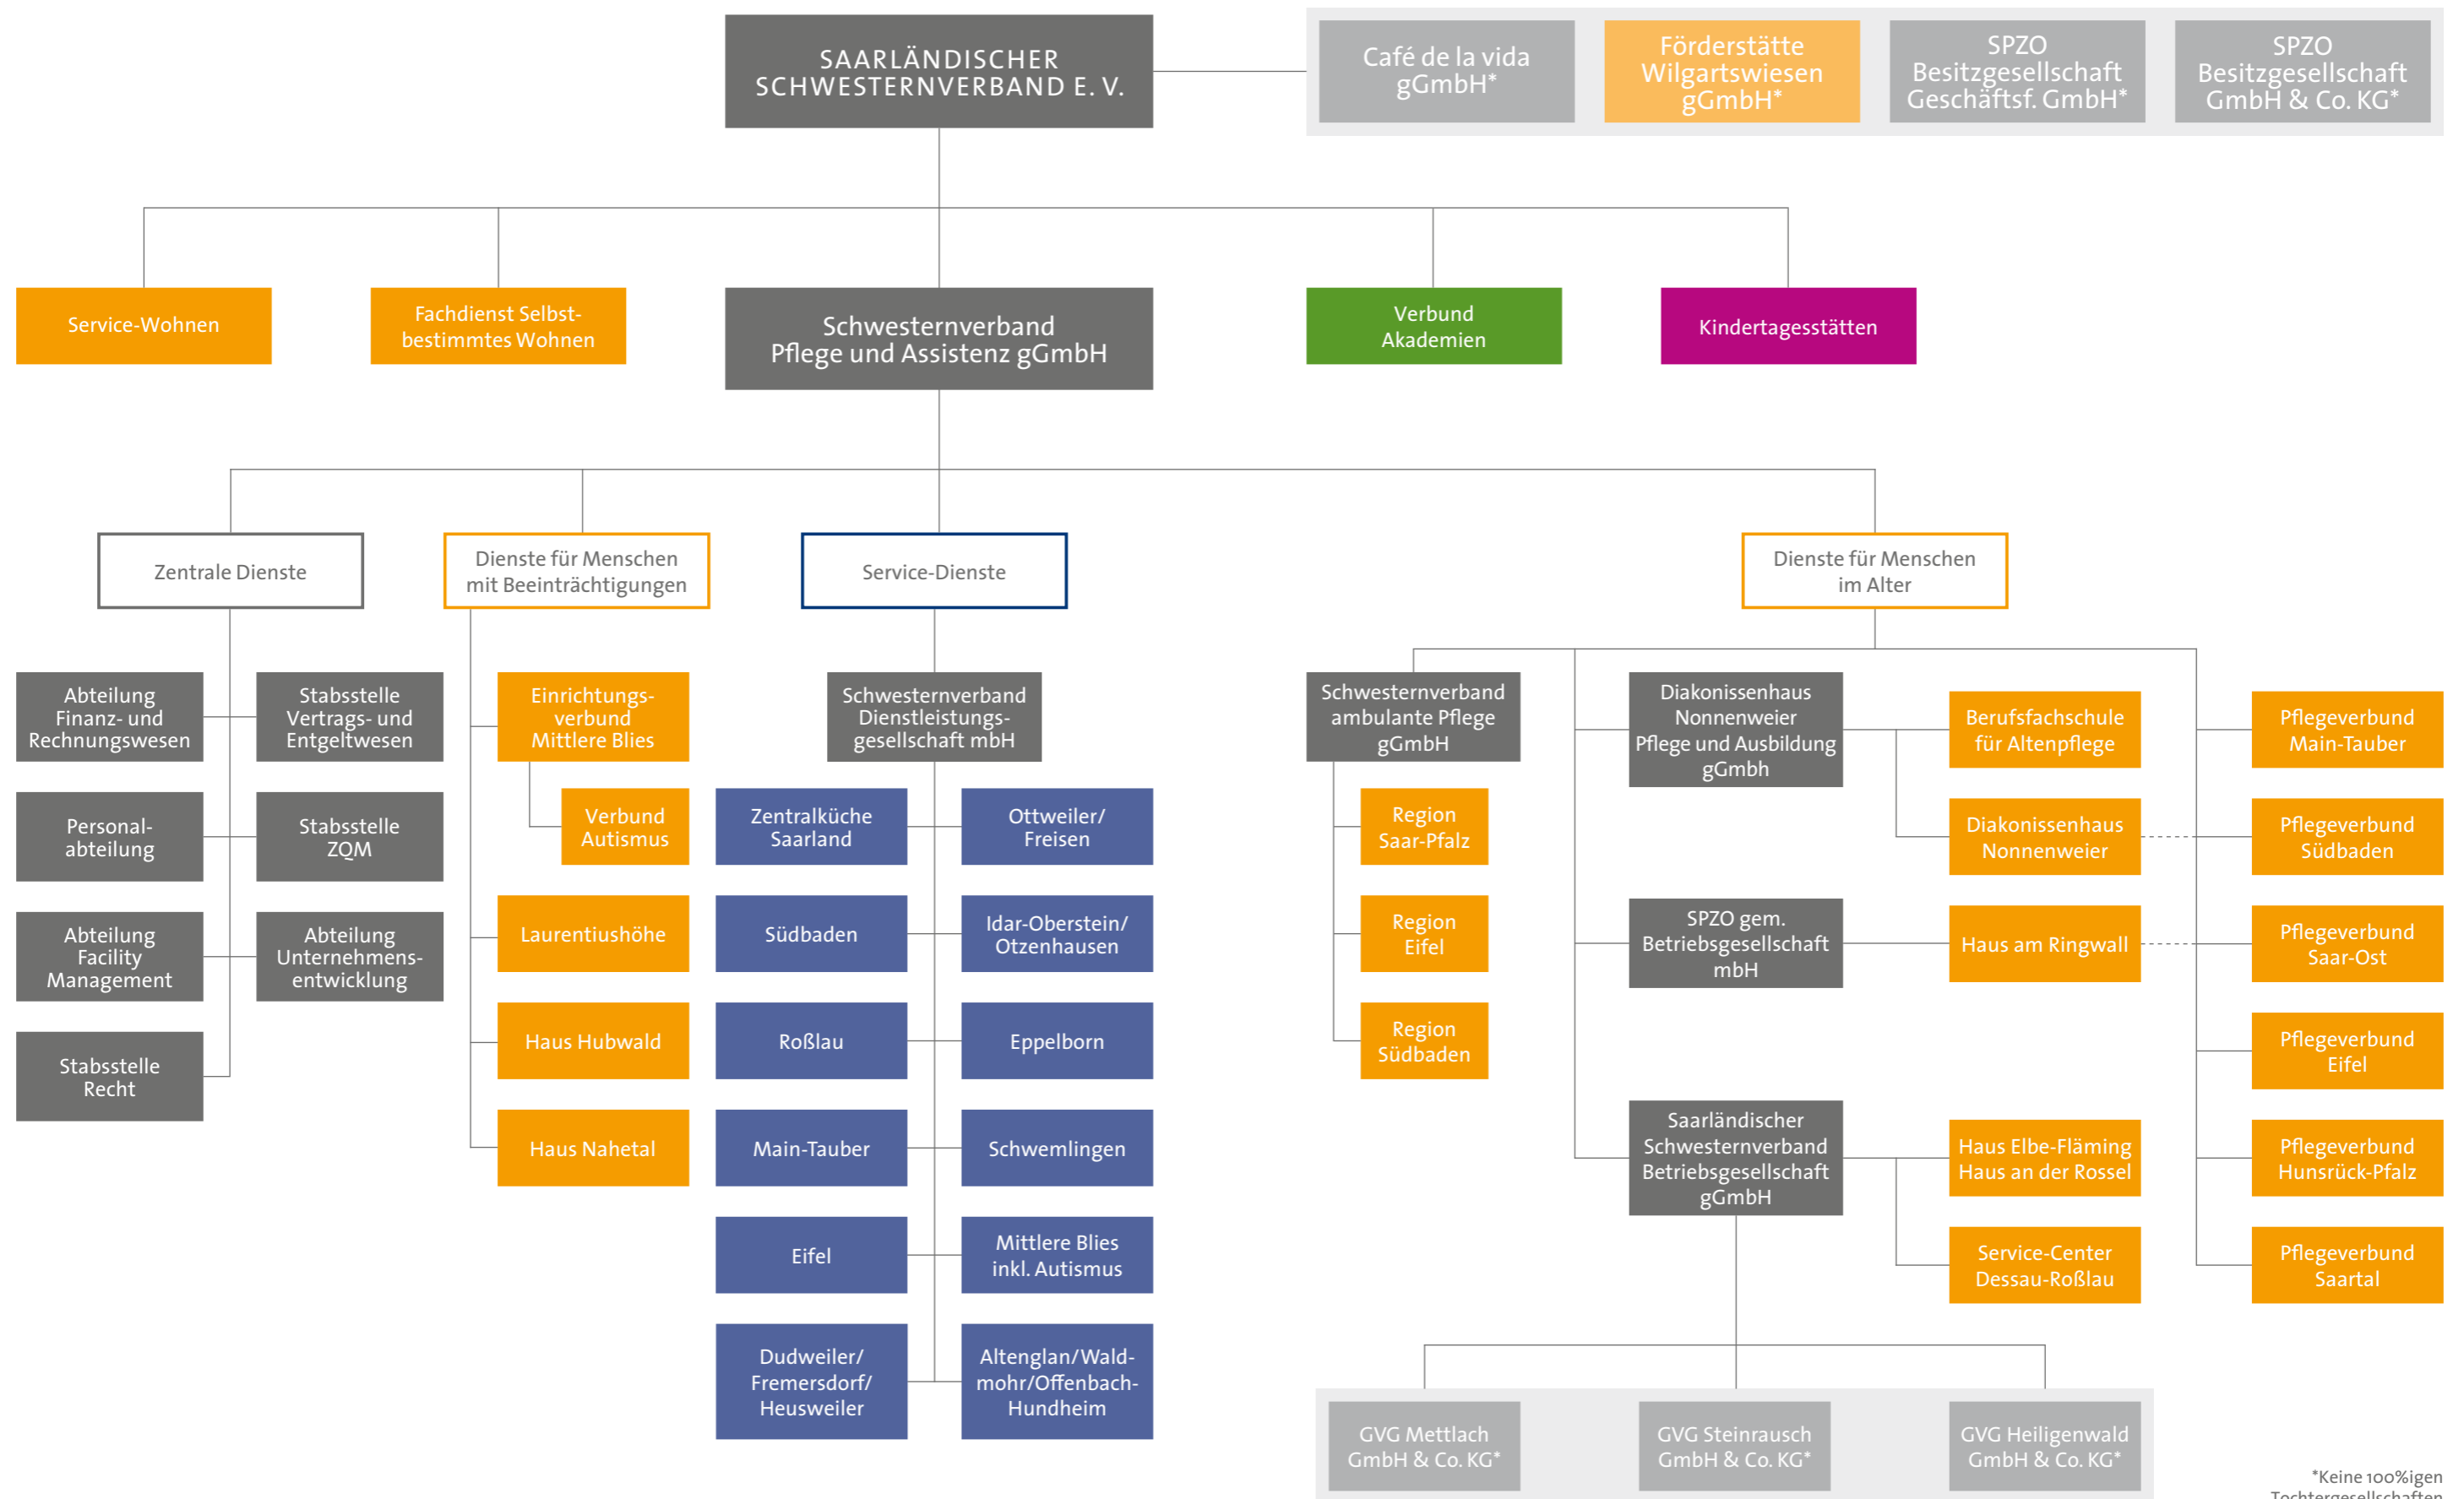 SAARLÄNDISCHER
SCHWESTERNVERBAND E. V.
Café de la vida
gGmbH*
Förderstätte
Wilgartswiesen
gGmbH*
SPZO
Besitzgesellschaft
Geschäftsf. GmbH*
SPZO
Besitzgesellschaft
GmbH & Co. KG*
Service-Wohnen
Fachdienst Selbst-
bestimmtes Wohnen
Schwesternverband
Pflege und Assistenz gGmbH
Verbund
Akademien
Kindertagesstätten
Zentrale Dienste
Dienste für Menschen
mit Beeinträchtigungen
Service-Dienste
Dienste für Menschen
im Alter
Abteilung
Finanz- und
Rechnungswesen
Stabsstelle
Vertrags- und
Entgeltwesen
Personal-
abteilung
Stabsstelle
ZQM
Abteilung
Facility
Management
Abteilung
Unternehmens-
entwicklung
Stabsstelle
Recht
Einrichtungs-
verbund
Mittlere Blies
Verbund
Autismus
Laurentiushöhe
Haus Hubwald
Haus Nahetal
Schwesternverband
Dienstleistungs-
gesellschaft mbH
Zentralküche
Saarland
Ottweiler/
Freisen
Südbaden
Idar-Oberstein/
Otzenhausen
Roßlau
Eppelborn
Main-Tauber
Schwemlingen
Eifel
Mittlere Blies
inkl. Autismus
Dudweiler/
Fremersdorf/
Heusweiler
Altenglan/Wald-
mohr/Offenbach-
Hundheim
Schwesternverband
ambulante Pflege
gGmbH
Region
Saar-Pfalz
Region
Eifel
Region
Südbaden
Diakonissenhaus
Nonnenweier
Pflege und Ausbildung
gGmbh
Berufsfachschule
für Altenpflege
Diakonissenhaus
Nonnenweier
SPZO gem.
Betriebsgesellschaft
mbH
Haus am Ringwall
Saarländischer
Schwesternverband
Betriebsgesellschaft
gGmbH
Haus Elbe-Fläming
Haus an der Rossel
Service-Center
Dessau-Roßlau
Pflegeverbund
Main-Tauber
Pflegeverbund
Südbaden
Pflegeverbund
Saar-Ost
Pflegeverbund
Eifel
Pflegeverbund
Hunsrück-Pfalz
Pflegeverbund
Saartal
GVG Mettlach
GmbH & Co. KG*
GVG Steinrausch
GmbH & Co. KG*
GVG Heiligenwald
GmbH & Co. KG*
*Keine 100%igen
Tochtergesellschaften